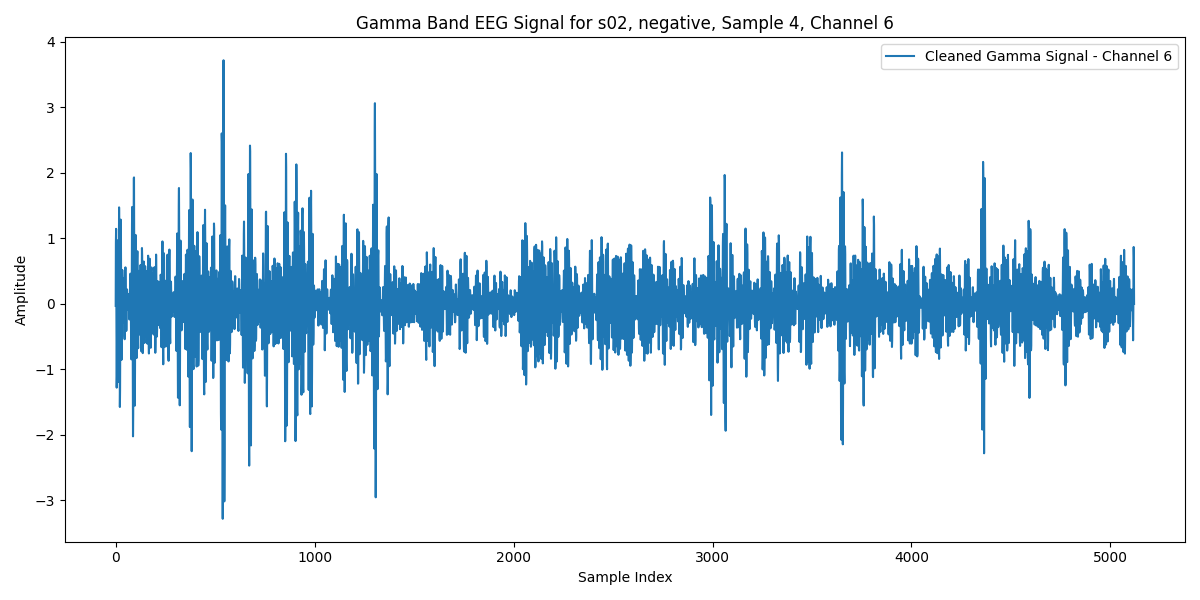 Gamma Band EEG Signal for s02, negative, Sample 4, Channel 6
Cleaned Gamma Signal - Channel 6
4
3
2
1
0
−1
−2
−3
Amplitude
0 1000 2000 3000 4000 5000
Sample Index